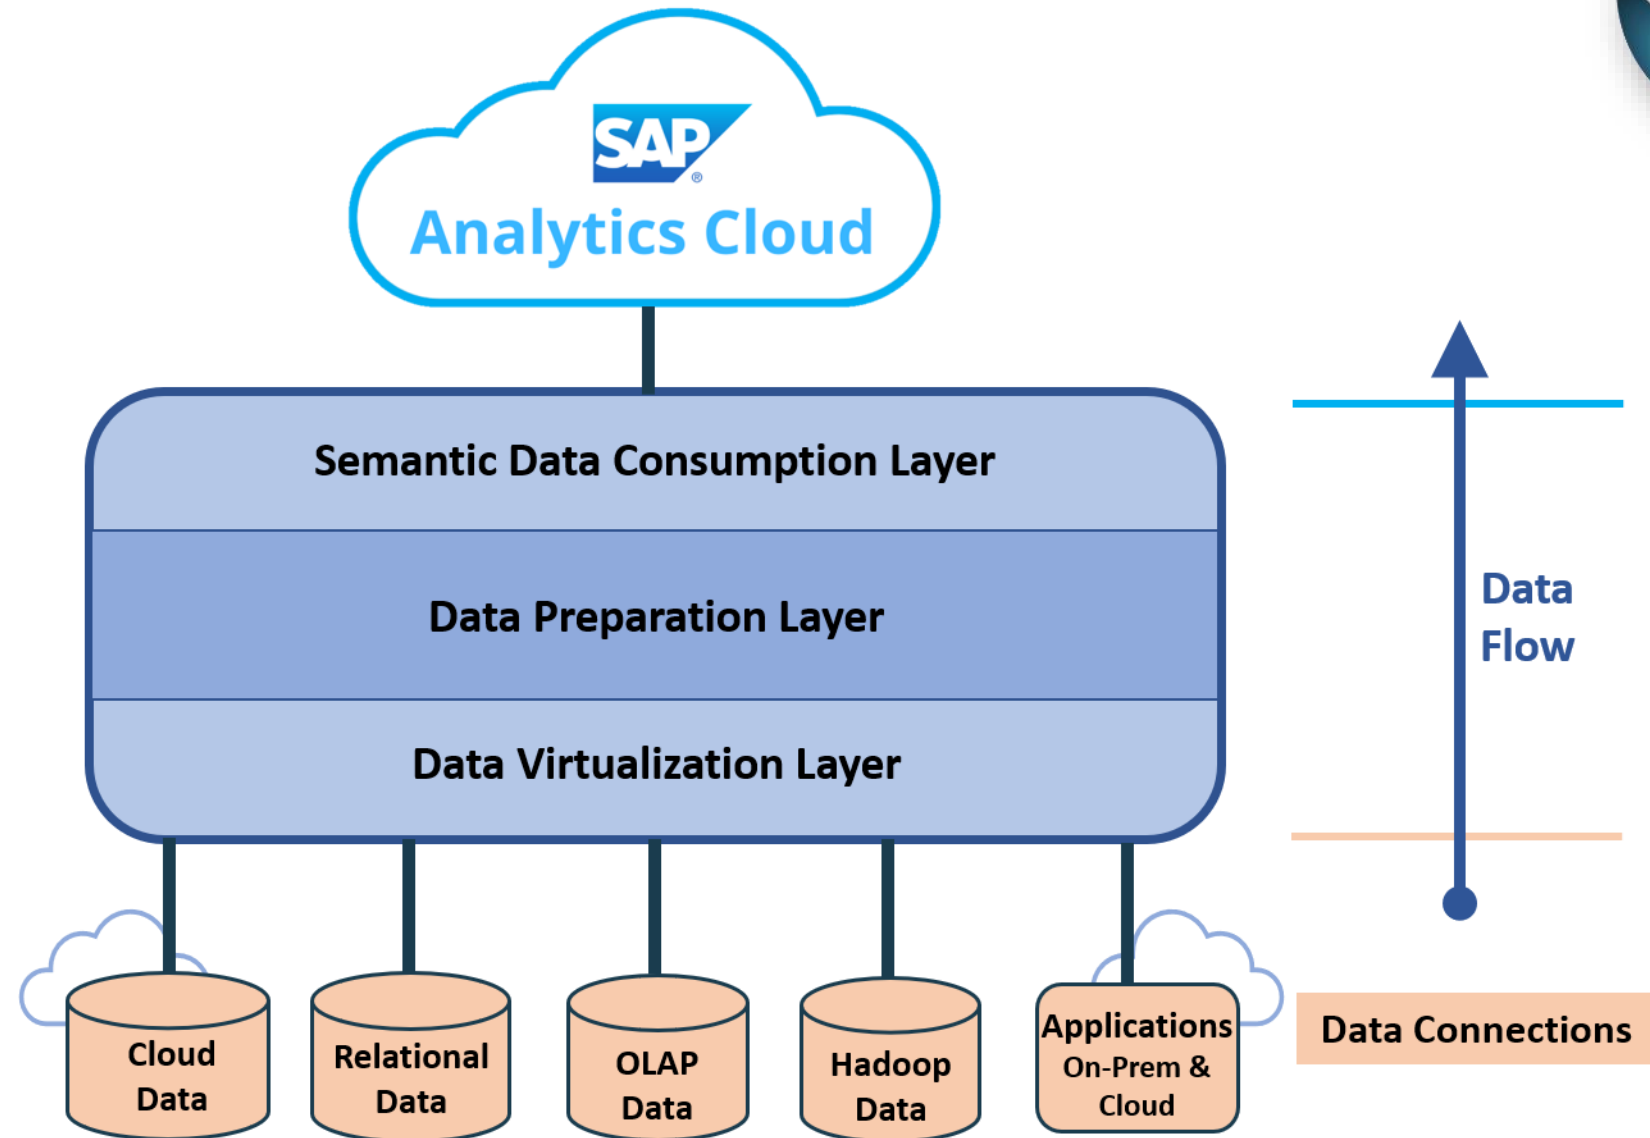 SAP
®
Analytics Cloud
Semantic Data Consumption Layer
Data Preparation Layer
Data Virtualization Layer
Data
Flow
Cloud
Data
Relational
Data
OLAP
Data
Hadoop
Data
Applications
On-Prem &
Cloud
Data Connections